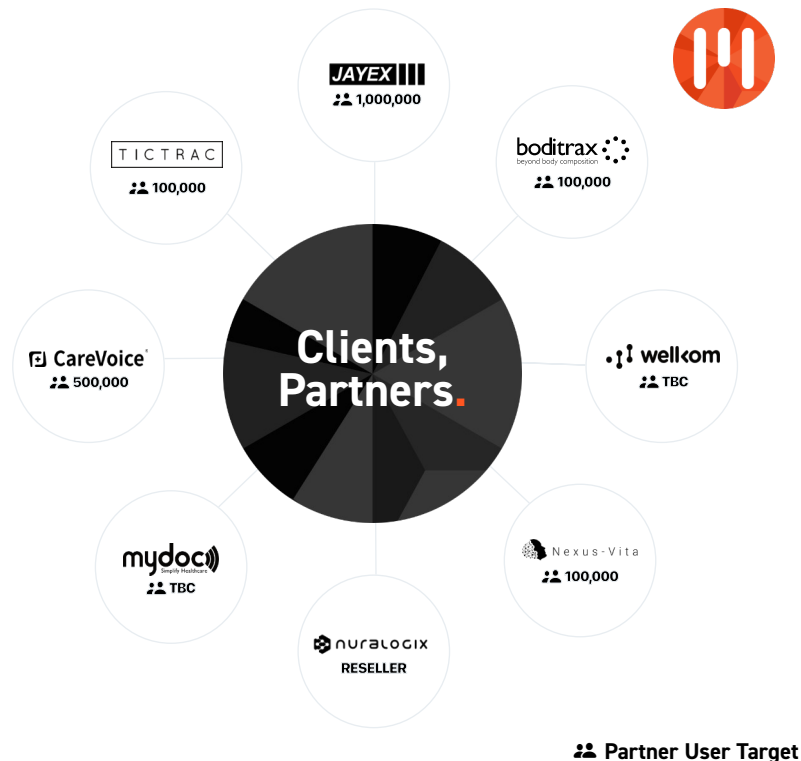 JAYEX
1,000,000
TICTRAC
100,000
boditrax
beyond body composition
100,000
Clients,
Partners.
CareVoice
500,000
wellkom
TBC
mydoc
Simplify Healthcare
TBC
Nexus-Vita
100,000
nuralogix
RESELLER
Partner User Target